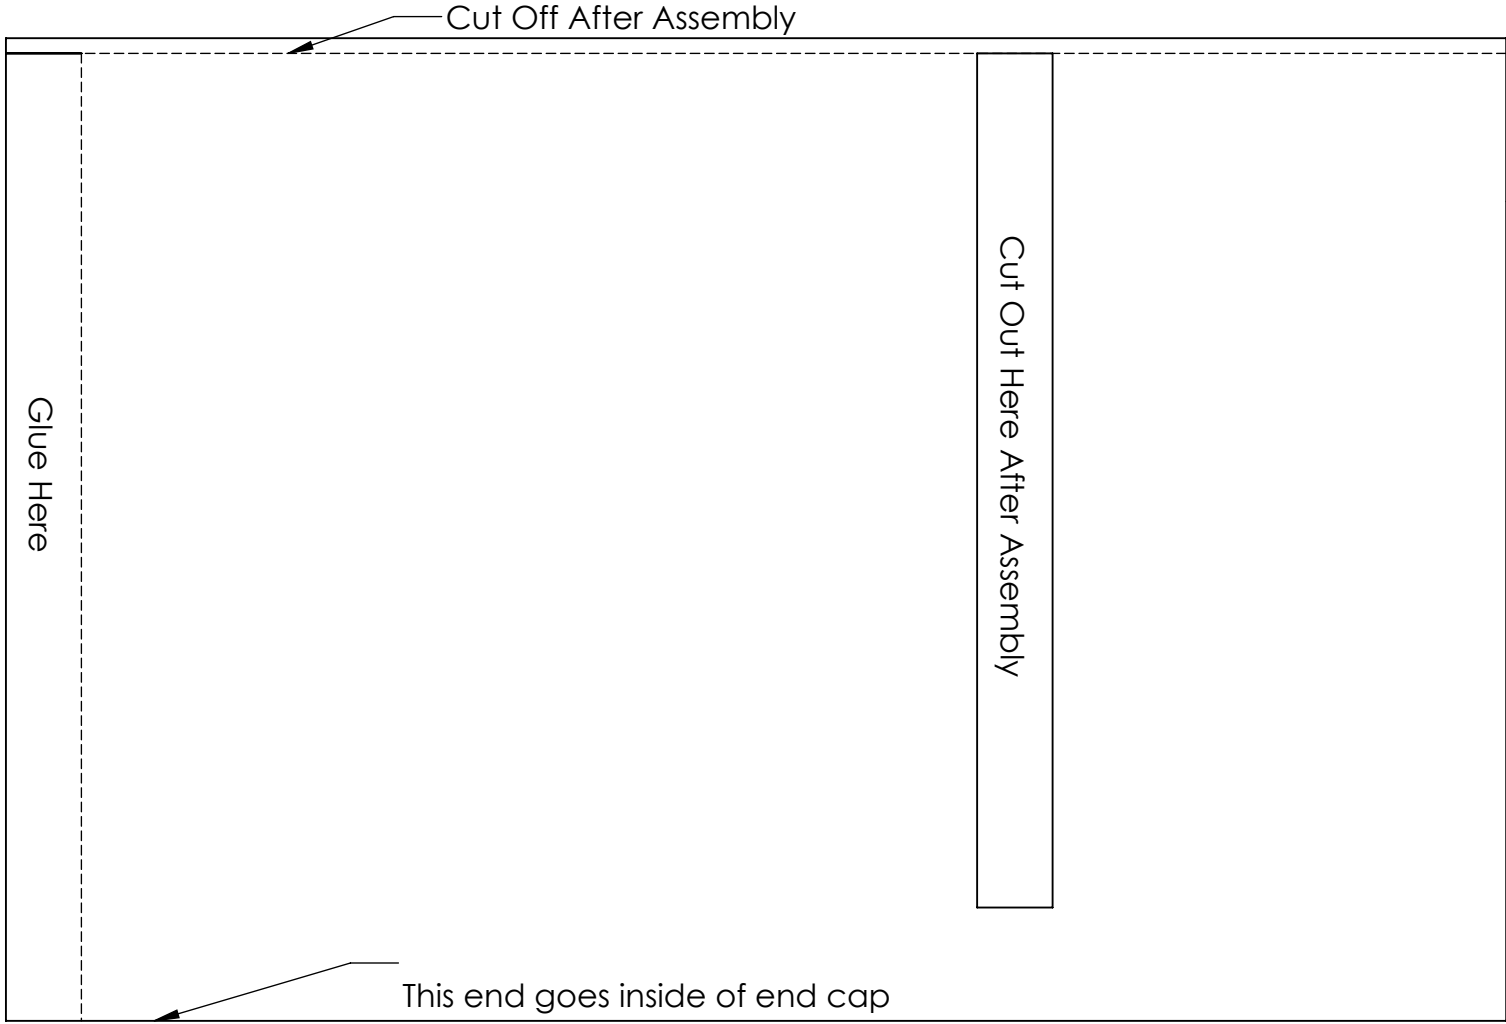 Cut Off After Assembly
Glue Here
Cut Out Here After Assembly
This end goes inside of end cap